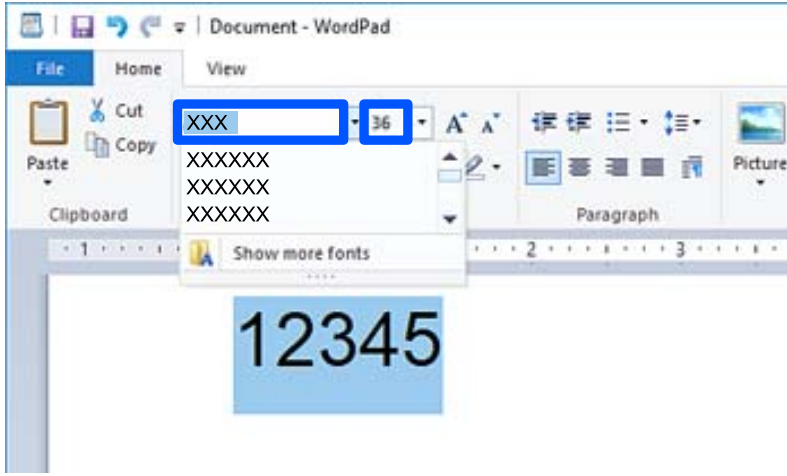 Document - WordPad
File Home View
Cut
XXX 36 A A
Copy
Paste
XXXXXX
XXXXXX
XXXXXX
Picture
Clipboard
Paragraph
1 2 3
Show more fonts
12345